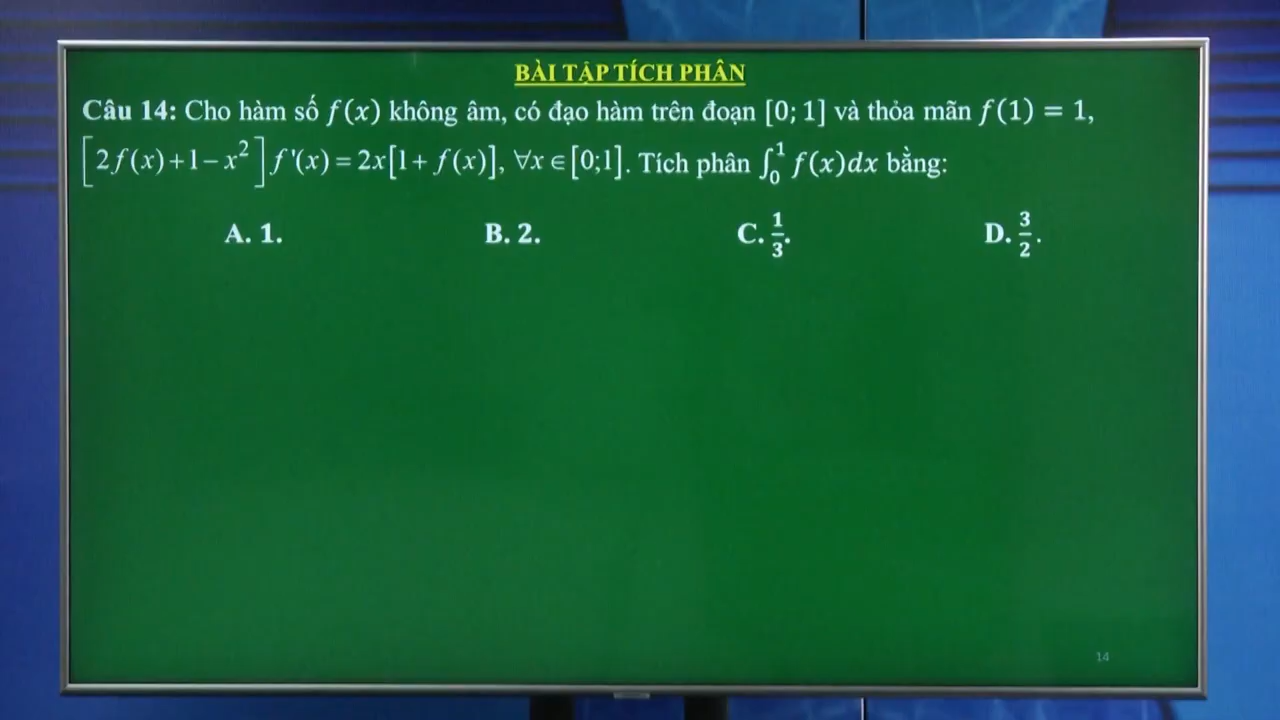 BÀI TẬP TÍCH PHÂN
Câu 14: Cho hàm số f(x) không âm, có đạo hàm trên đoạn [0; 1] và thỏa mãn f(1) = 1,
[2f(x)+1−x²]f'(x) = 2x[1+f(x)], ∀x∈[0;1]. Tích phân ∫₀¹ f(x)dx bằng:
A. 1. B. 2. C. 1/3. D. 3/2.
14